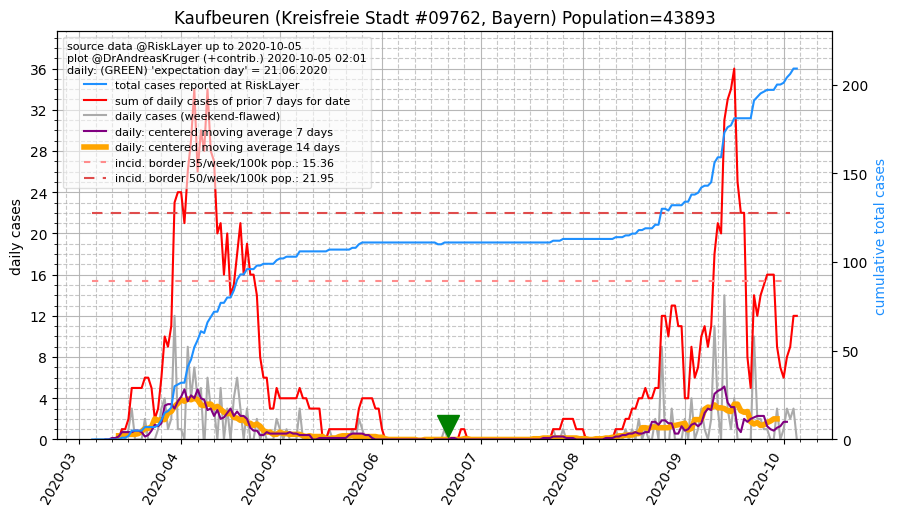 Kaufbeuren (Kreisfreie Stadt #09762, Bayern) Population=43893
source data @RiskLayer up to 2020-10-05
plot @DrAndreasKruger (+contrib.) 2020-10-05 02:01
daily: (GREEN) 'expectation day' = 21.06.2020
total cases reported at RiskLayer
sum of daily cases of prior 7 days for date
daily cases (weekend-flawed)
daily: centered moving average 7 days
daily: centered moving average 14 days
incid. border 35/week/100k pop.: 15.36
incid. border 50/week/100k pop.: 21.95
daily cases
36
32
28
24
20
16
12
8
4
0
200
150
100
50
0
cumulative total cases
2020-03
2020-04
2020-05
2020-06
2020-07
2020-08
2020-09
2020-10